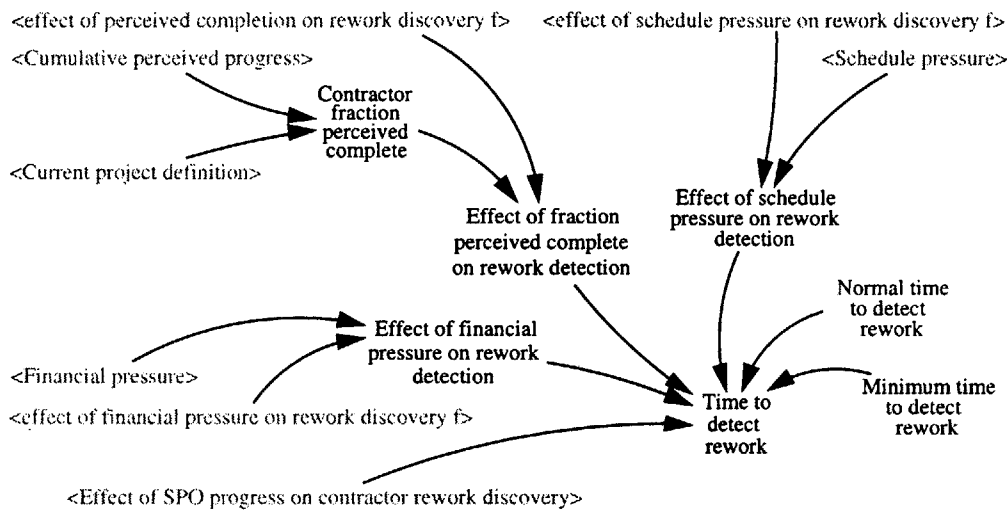 <effect of perceived completion on rework discovery f>
<effect of schedule pressure on rework discovery f>
<Cumulative perceived progress>
<Schedule pressure>
Contractor
fraction
perceived
complete
<Current project definition>
Effect of fraction
perceived complete
on rework detection
Effect of schedule
pressure on rework
detection
Normal time
to detect
rework
Effect of financial
pressure on rework
detection
<Financial pressure>
<effect of financial pressure on rework discovery f>
Minimum time
to detect
rework
Time to
detect
rework
<Effect of SPO progress on contractor rework discovery>